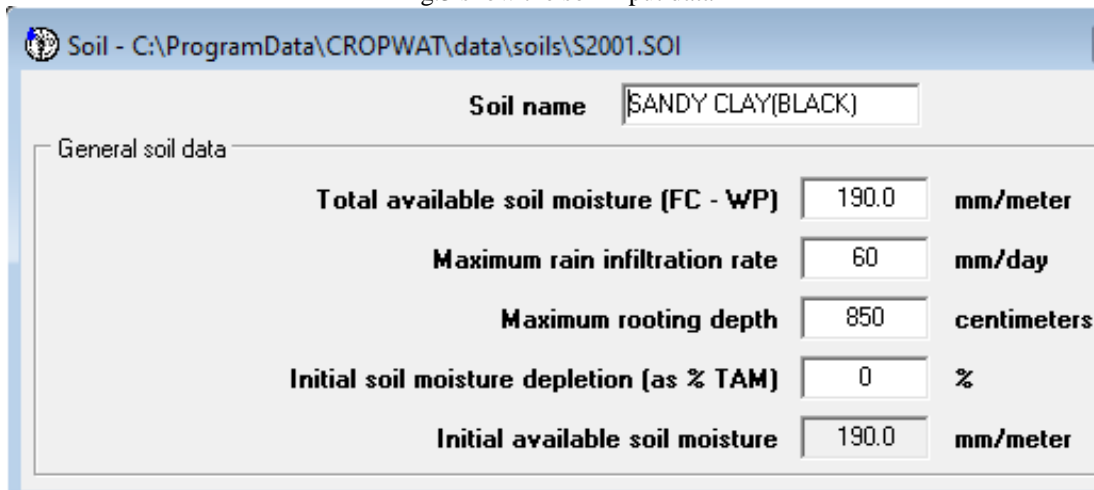 Soil - C:\ProgramData\CROPWAT\data\soils\S2001.SOI
Soil name SANDY CLAY(BLACK)
General soil data
Total available soil moisture (FC - WP) 190.0 mm/meter
Maximum rain infiltration rate 60 mm/day
Maximum rooting depth 850 centimeters
Initial soil moisture depletion (as % TAM) 0 %
Initial available soil moisture 190.0 mm/meter